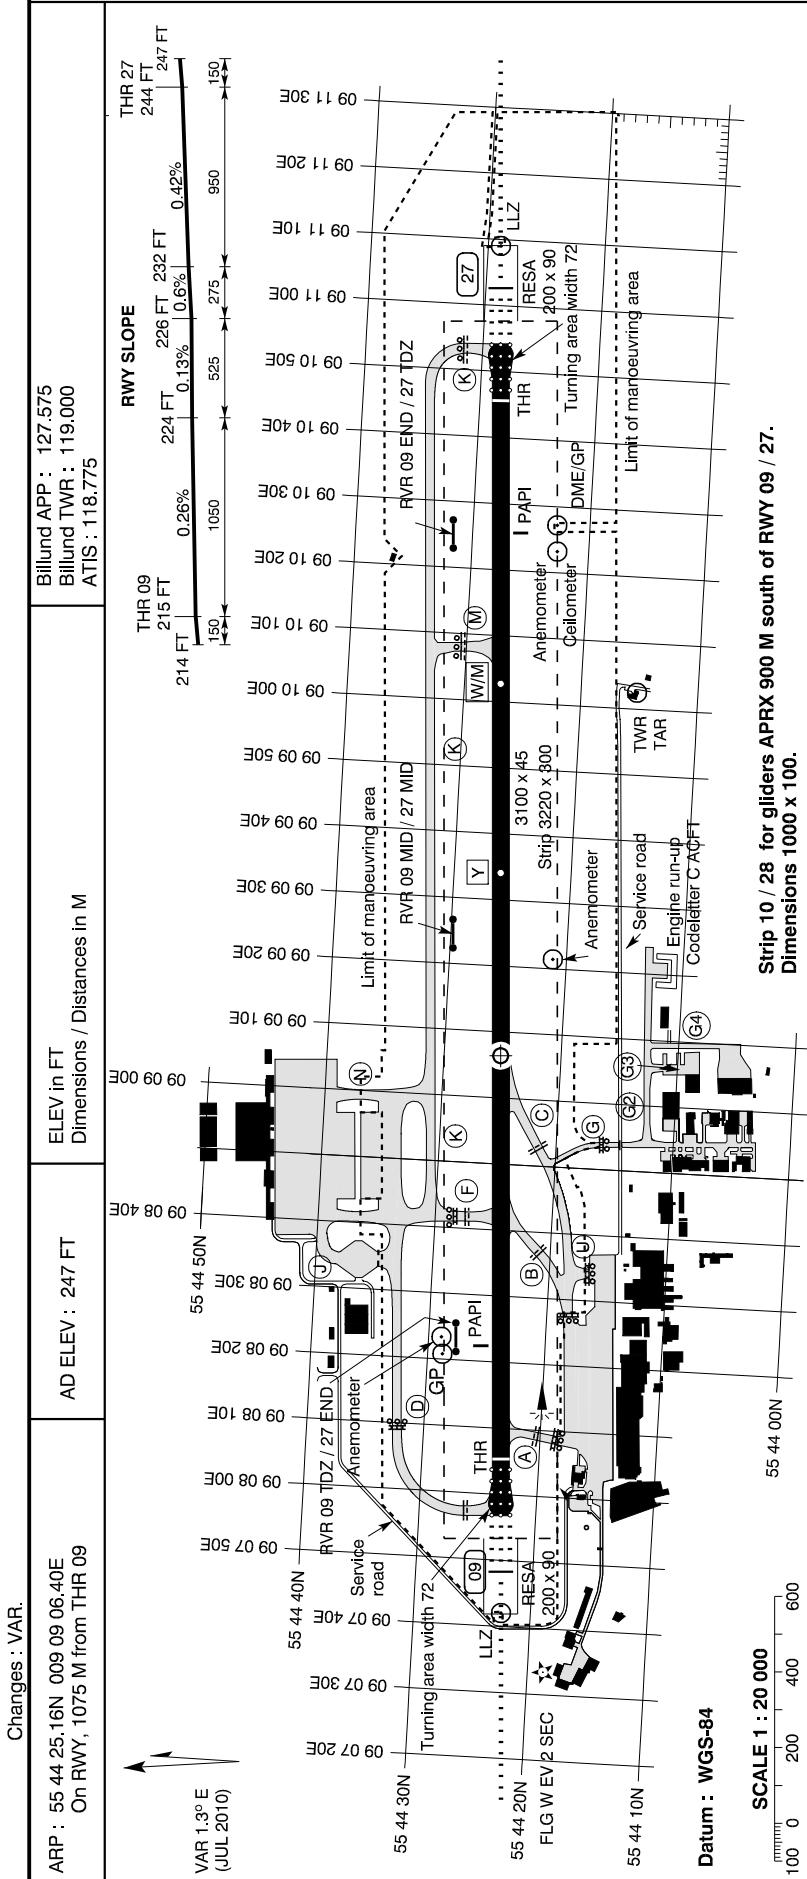 Changes : VAR.
ARP : 55 44 25.16N 009 09 06.40E
On RWY, 1075 M from THR 09
AD ELEV : 247 FT
ELEV in FT
Dimensions / Distances in M
Billund APP : 127.575
Billund TWR : 119.000
ATIS : 118.775
VAR 1.3º E
(JUL 2010)
RWY SLOPE
THR 09
215 FT
214 FT
224 FT
226 FT
232 FT
THR 27
244 FT
247 FT
0.26%
0.13%
0.6%
0.42%
150
1050
525
275
950
150
09 07 20E
09 07 30E
09 07 40E
09 07 50E
09 08 00E
09 08 10E
09 08 20E
09 08 30E
09 08 40E
09 09 00E
09 09 10E
09 09 20E
09 09 30E
09 09 40E
09 09 50E
09 10 00E
09 10 10E
09 10 20E
09 10 30E
09 10 40E
09 10 50E
09 11 00E
09 11 10E
09 11 20E
09 11 30E
55 44 50N
55 44 40N
55 44 30N
55 44 20N
55 44 10N
55 44 00N
J
N
Service
road
RVR 09 TDZ / 27 END
Anemometer
GP
PAPI
D
F
K
Limit of manoeuvring area
RVR 09 MID / 27 MID
K
M
W/M
Y
RVR 09 END / 27 TDZ
K
27
LLZ
RESA
200 x 90
Turning area width 72
THR
PAPI
DME/GP
Anemometer
Ceilometer
Limit of manoeuvring area
TWR
TAR
3100 x 45
Strip 3220 x 300
Anemometer
Service road
Engine run-up
Codeletter C ACFT
C
G
G2
G3
G4
B
U
A
THR
09
RESA
200 x 90
LLZ
Turning area width 72
FLG W EV 2 SEC
Strip 10 / 28 for gliders APRX 900 M south of RWY 09 / 27.
Dimensions 1000 x 100.
Datum : WGS-84
SCALE 1 : 20 000
100 0 200 400 600